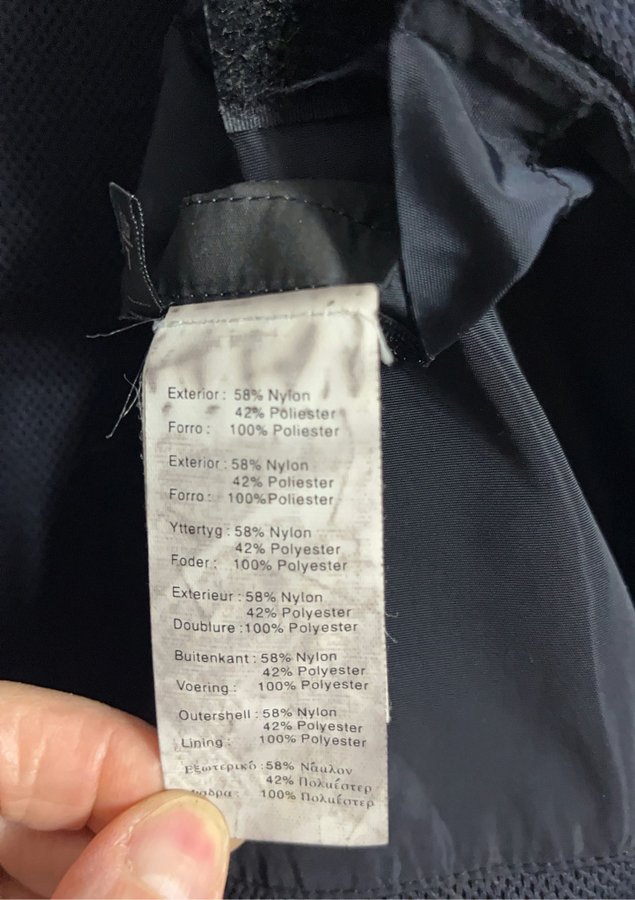 Exterior : 58% Nylon
42% Poliester
Forro : 100% Poliester
Exterior : 58% Nylon
42% Poliester
Forro : 100%Poliester
Yttertyg : 58% Nylon
42% Polyester
Foder : 100% Polyester
Exterieur : 58% Nylon
42% Polyester
Doublure :100% Polyester
Buitenkant : 58% Nylon
42% Polyester
Voering : 100% Polyester
Outershell : 58% Nylon
42% Polyester
Lining : 100% Polyester
Εξωτερικό : 58% Νάυλον
42% Πολυέστερ
100% Πολυέστερ